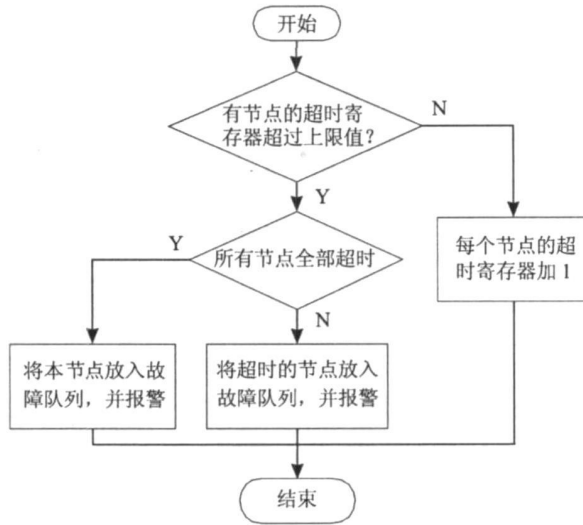 开始
有节点的超时寄
存器超过上限值?
N
Y
所有节点全部超时
Y
每个节点的超
时寄存器加 1
N
将本节点放入故
障队列，并报警
将超时的节点放入
故障队列，并报警
结束